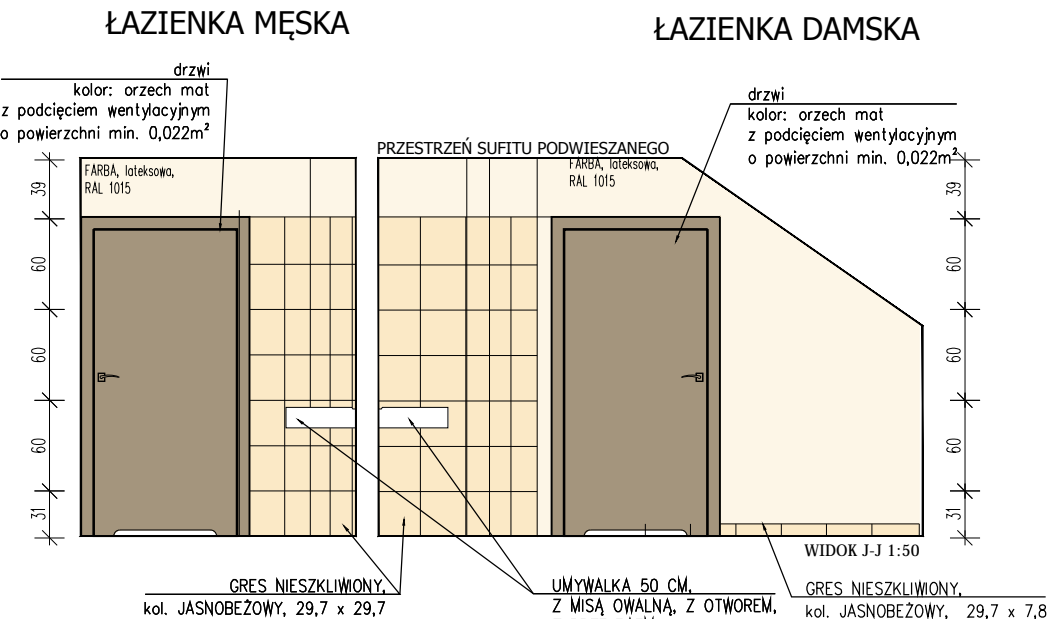 ŁAZIENKA MĘSKA
ŁAZIENKA DAMSKA
drzwi
kolor: orzech mat
z podcięciem wentylacyjnym
o powierzchni min. 0,022m²
drzwi
kolor: orzech mat
z podcięciem wentylacyjnym
o powierzchni min. 0,022m²
PRZESTRZEŃ SUFITU PODWIESZANEGO
FARBA, lateksowa,
RAL 1015
FARBA, lateksowa,
RAL 1015
39
60
60
60
31
39
60
60
60
31
WIDOK J-J 1:50
GRES NIESZKLIWIONY,
kol. JASNOBEŻOWY, 29,7 x 29,7
UMYWALKA 50 CM,
Z MISĄ OWALNĄ, Z OTWOREM,
GRES NIESZKLIWIONY,
kol. JASNOBEŻOWY, 29,7 x 7,8